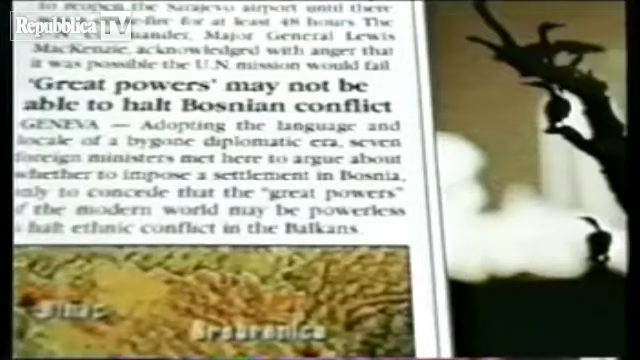 Repubblica TV
to reopen the Sarajevo airport until there
-fire for at least 48 hours The
ander, Major General Lewis
MacKenzie, acknowledged with anger that
it was possible the U.N. mission would fail.
'Great powers' may not be
able to halt Bosnian conflict
GENEVA — Adopting the language and
locale of a bygone diplomatic era, seven
foreign ministers met here to argue about
whether to impose a settlement in Bosnia,
only to concede that the "great powers"
of the modern world may be powerless
halt ethnic conflict in the Balkans.
Bihac
Srebrenica